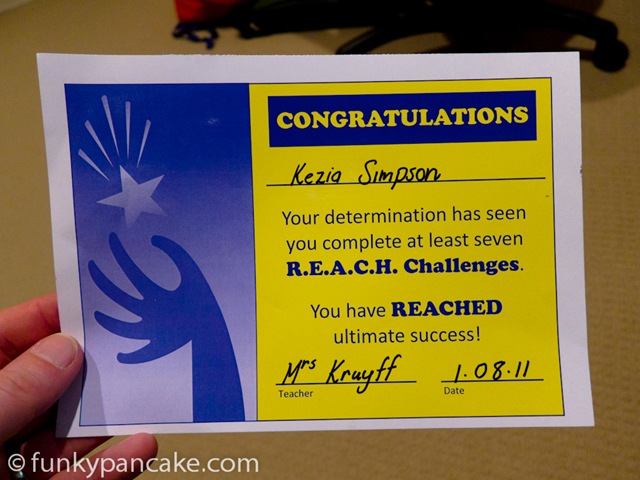 CONGRATULATIONS
Kezia Simpson
Your determination has seen
you complete at least seven
R.E.A.C.H. Challenges.
You have REACHED
ultimate success!
Mrs Kruyff 1.08.11
Teacher Date
© funkypancake.com